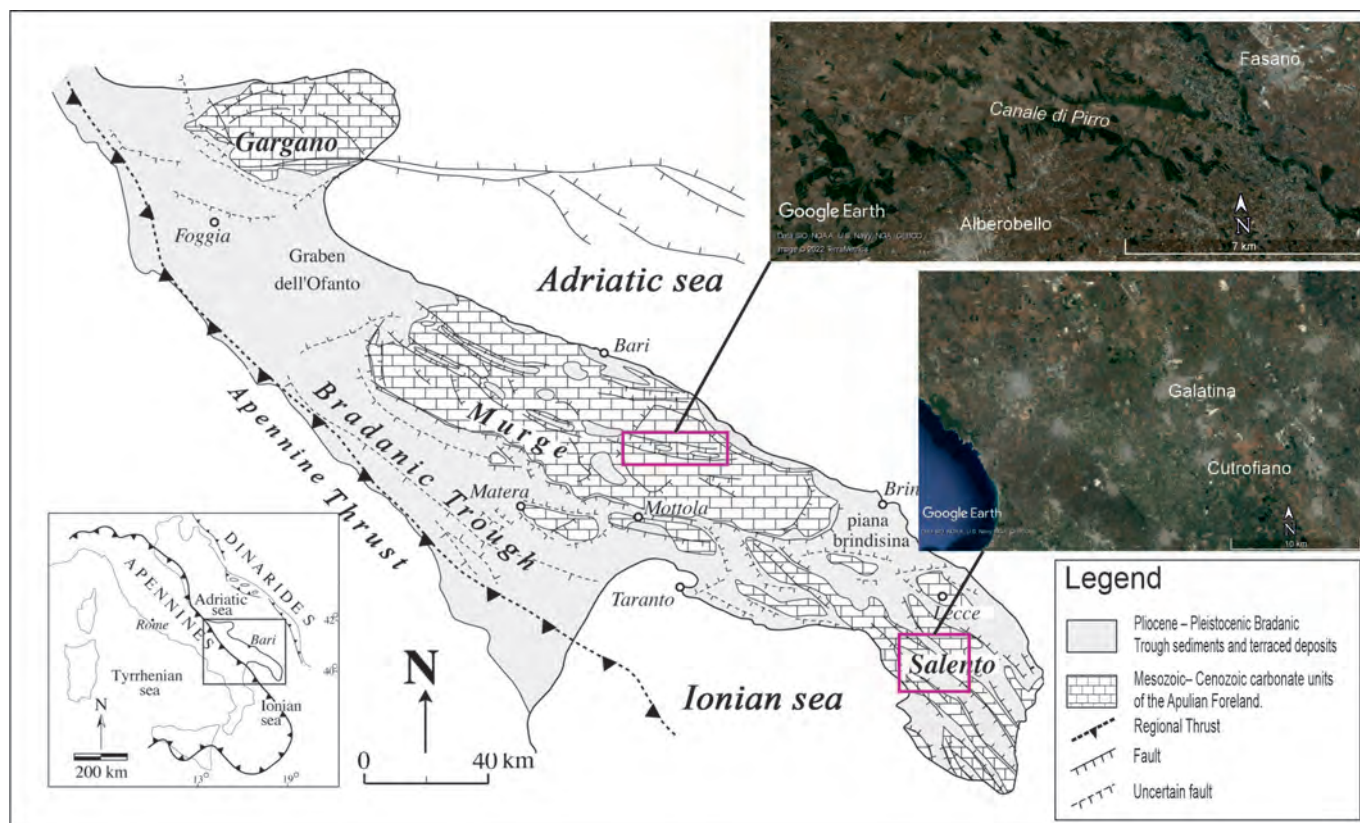 Gargano
Foggia
Graben
dell'Ofanto
Adriatic sea
Bari
Murge
Bradanic Trough
Apennine Thrust
Matera
Mottola
Taranto
Brin
piana
brindisina
Salento
Ionian sea
N
0 40 km
Fasano
Canale di Pirro
Alberobello
Google Earth
N
7 km
Galatina
Cutrofiano
Google Earth
N
10 km
DINARIDES
APENNINES
Adriatic
sea
Rome
Bari
Tyrrhenian
sea
Ionian
sea
N
200 km
13°
19°
Legend
Pliocene – Pleistocenic Bradanic
Trough sediments and terraced deposits
Mesozoic– Cenozoic carbonate units
of the Apulian Foreland.
Regional Thrust
Fault
Uncertain fault